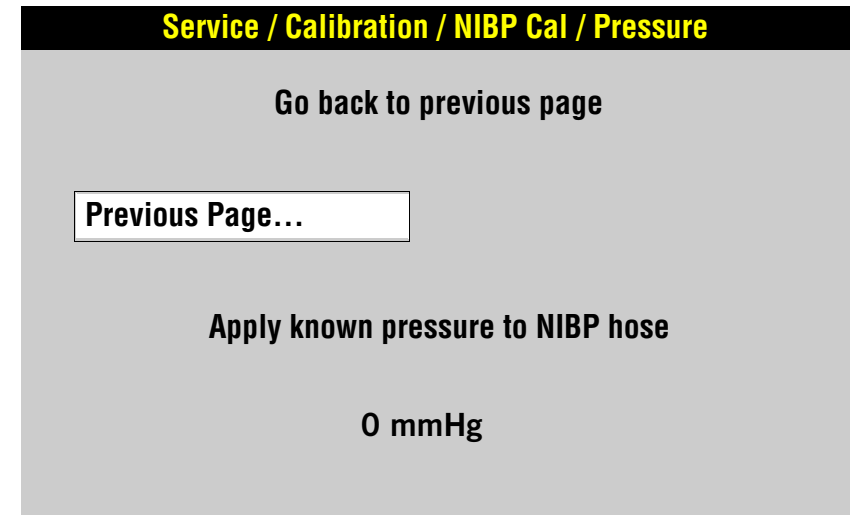 Service / Calibration / NIBP Cal / Pressure
Go back to previous page
Previous Page...
Apply known pressure to NIBP hose
0 mmHg